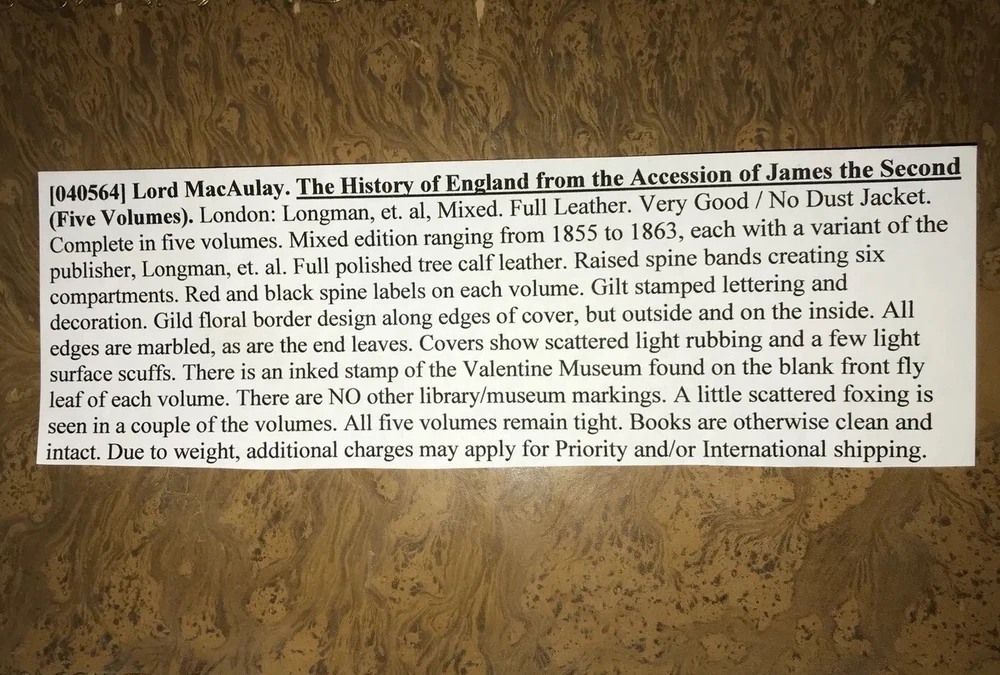 [040564] Lord MacAulay. The History of England from the Accession of James the Second
(Five Volumes). London: Longman, et. al, Mixed. Full Leather. Very Good / No Dust Jacket.
Complete in five volumes. Mixed edition ranging from 1855 to 1863, each with a variant of the
publisher, Longman, et. al. Full polished tree calf leather. Raised spine bands creating six
compartments. Red and black spine labels on each volume. Gilt stamped lettering and
decoration. Gild floral border design along edges of cover, but outside and on the inside. All
edges are marbled, as are the end leaves. Covers show scattered light rubbing and a few light
surface scuffs. There is an inked stamp of the Valentine Museum found on the blank front fly
leaf of each volume. There are NO other library/museum markings. A little scattered foxing is
seen in a couple of the volumes. All five volumes remain tight. Books are otherwise clean and
intact. Due to weight, additional charges may apply for Priority and/or International shipping.